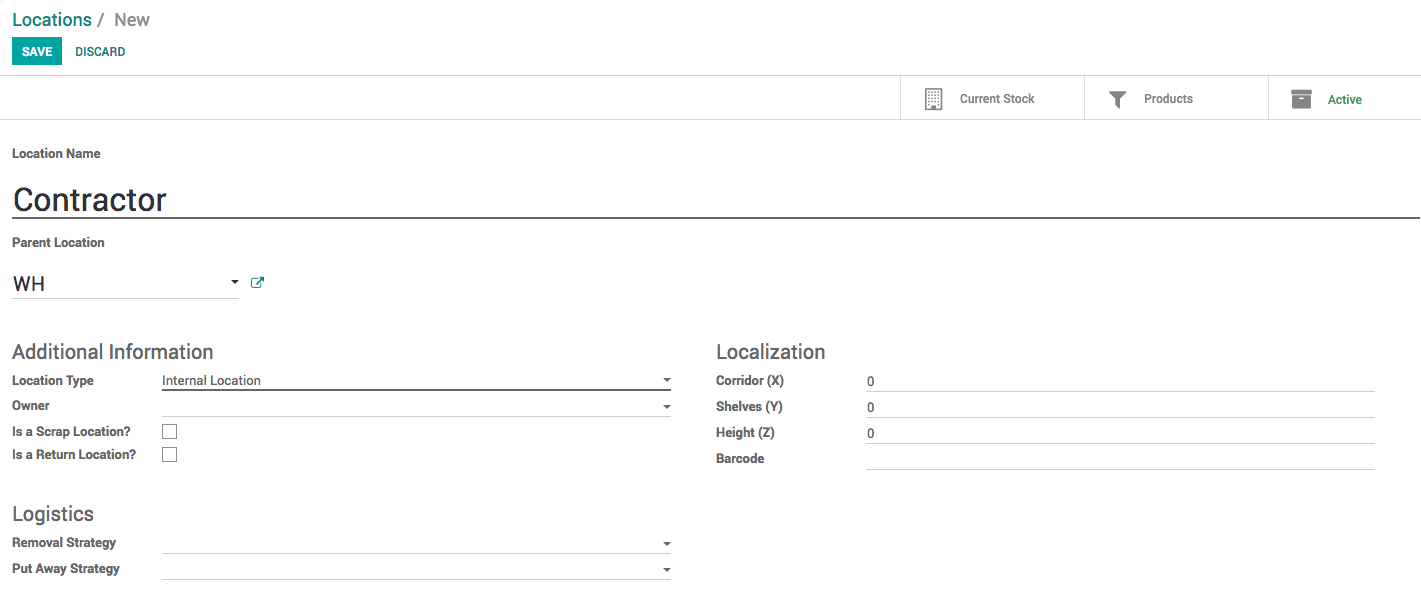 Locations / New
SAVE DISCARD
Current Stock Products Active
Location Name
Contractor
Parent Location
WH
Additional Information
Location Type Internal Location
Owner
Is a Scrap Location?
Is a Return Location?
Localization
Corridor (X) 0
Shelves (Y) 0
Height (Z) 0
Barcode
Logistics
Removal Strategy
Put Away Strategy